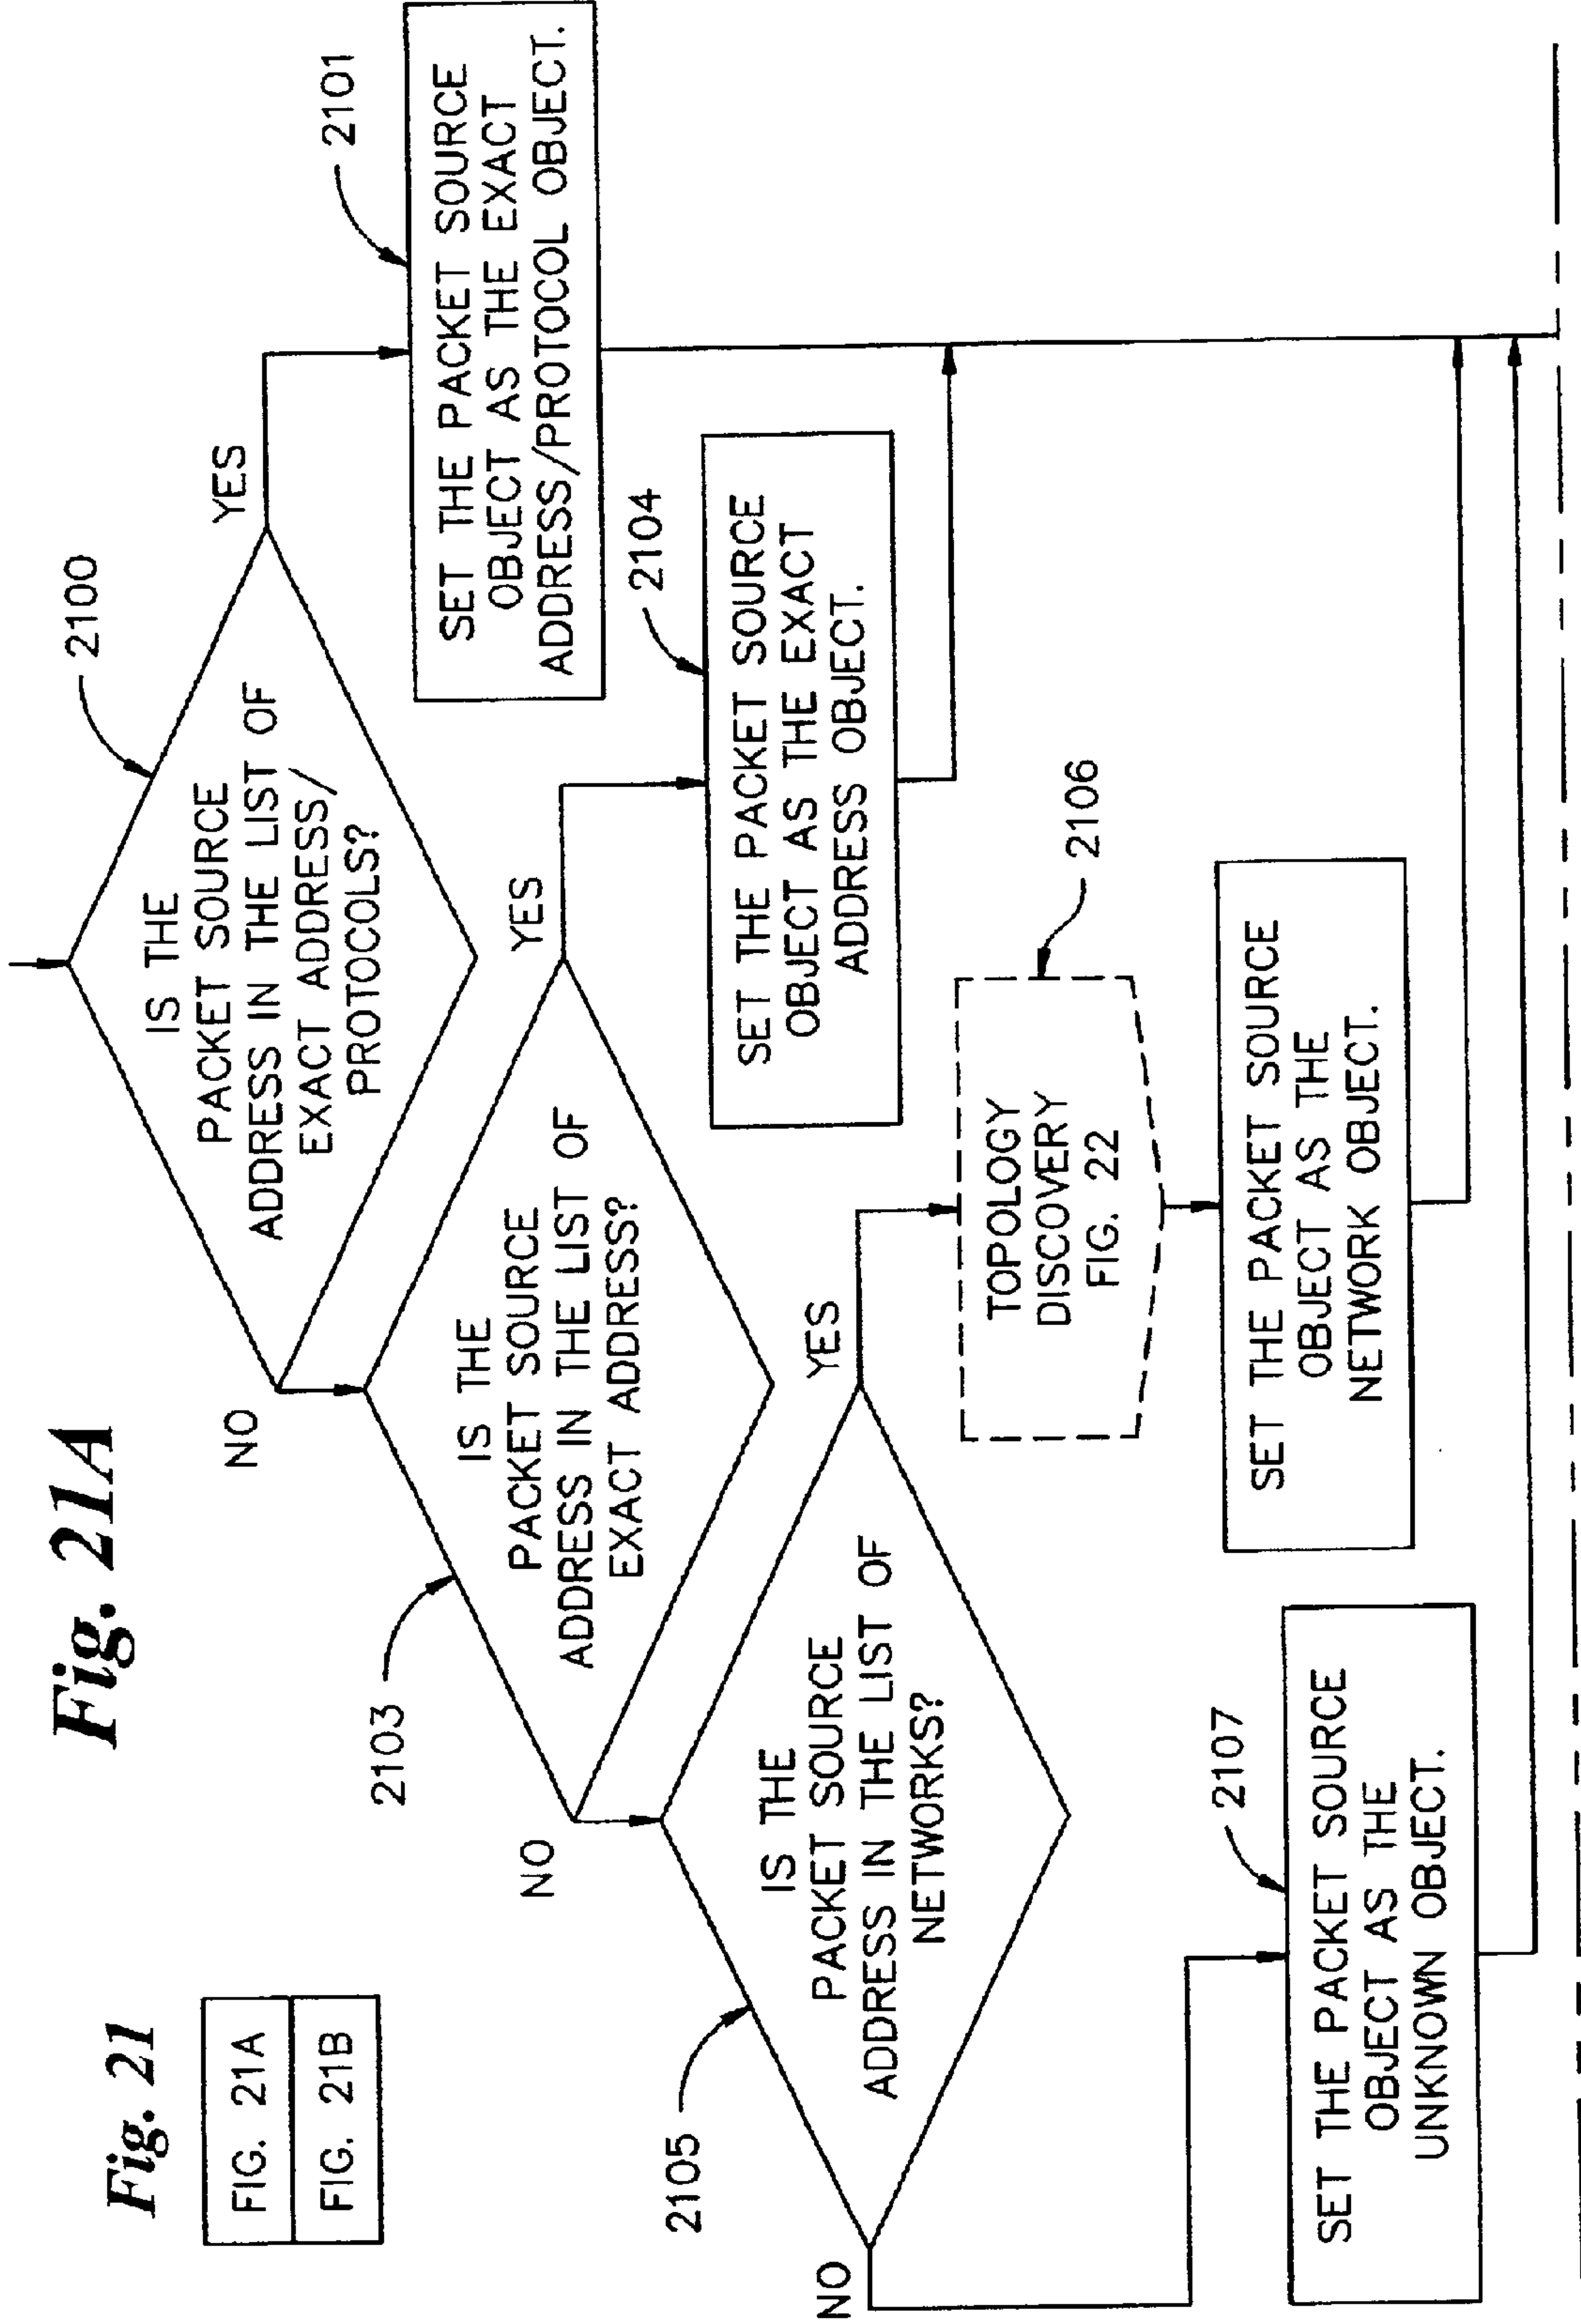 Fig. 21
FIG. 21A
FIG. 21B
Fig. 21A
2100
IS THE
PACKET SOURCE
ADDRESS IN THE LIST OF
EXACT ADDRESS/
PROTOCOLS?
YES
NO
2101
SET THE PACKET SOURCE
OBJECT AS THE EXACT
ADDRESS/PROTOCOL OBJECT.
2103
IS THE
PACKET SOURCE
ADDRESS IN THE LIST OF
EXACT ADDRESS?
YES
NO
2104
SET THE PACKET SOURCE
OBJECT AS THE EXACT
ADDRESS OBJECT.
2105
IS THE
PACKET SOURCE
ADDRESS IN THE LIST OF
NETWORKS?
YES
NO
2106
TOPOLOGY
DISCOVERY
FIG. 22
SET THE PACKET SOURCE
OBJECT AS THE
NETWORK OBJECT.
2107
SET THE PACKET SOURCE
OBJECT AS THE
UNKNOWN OBJECT.